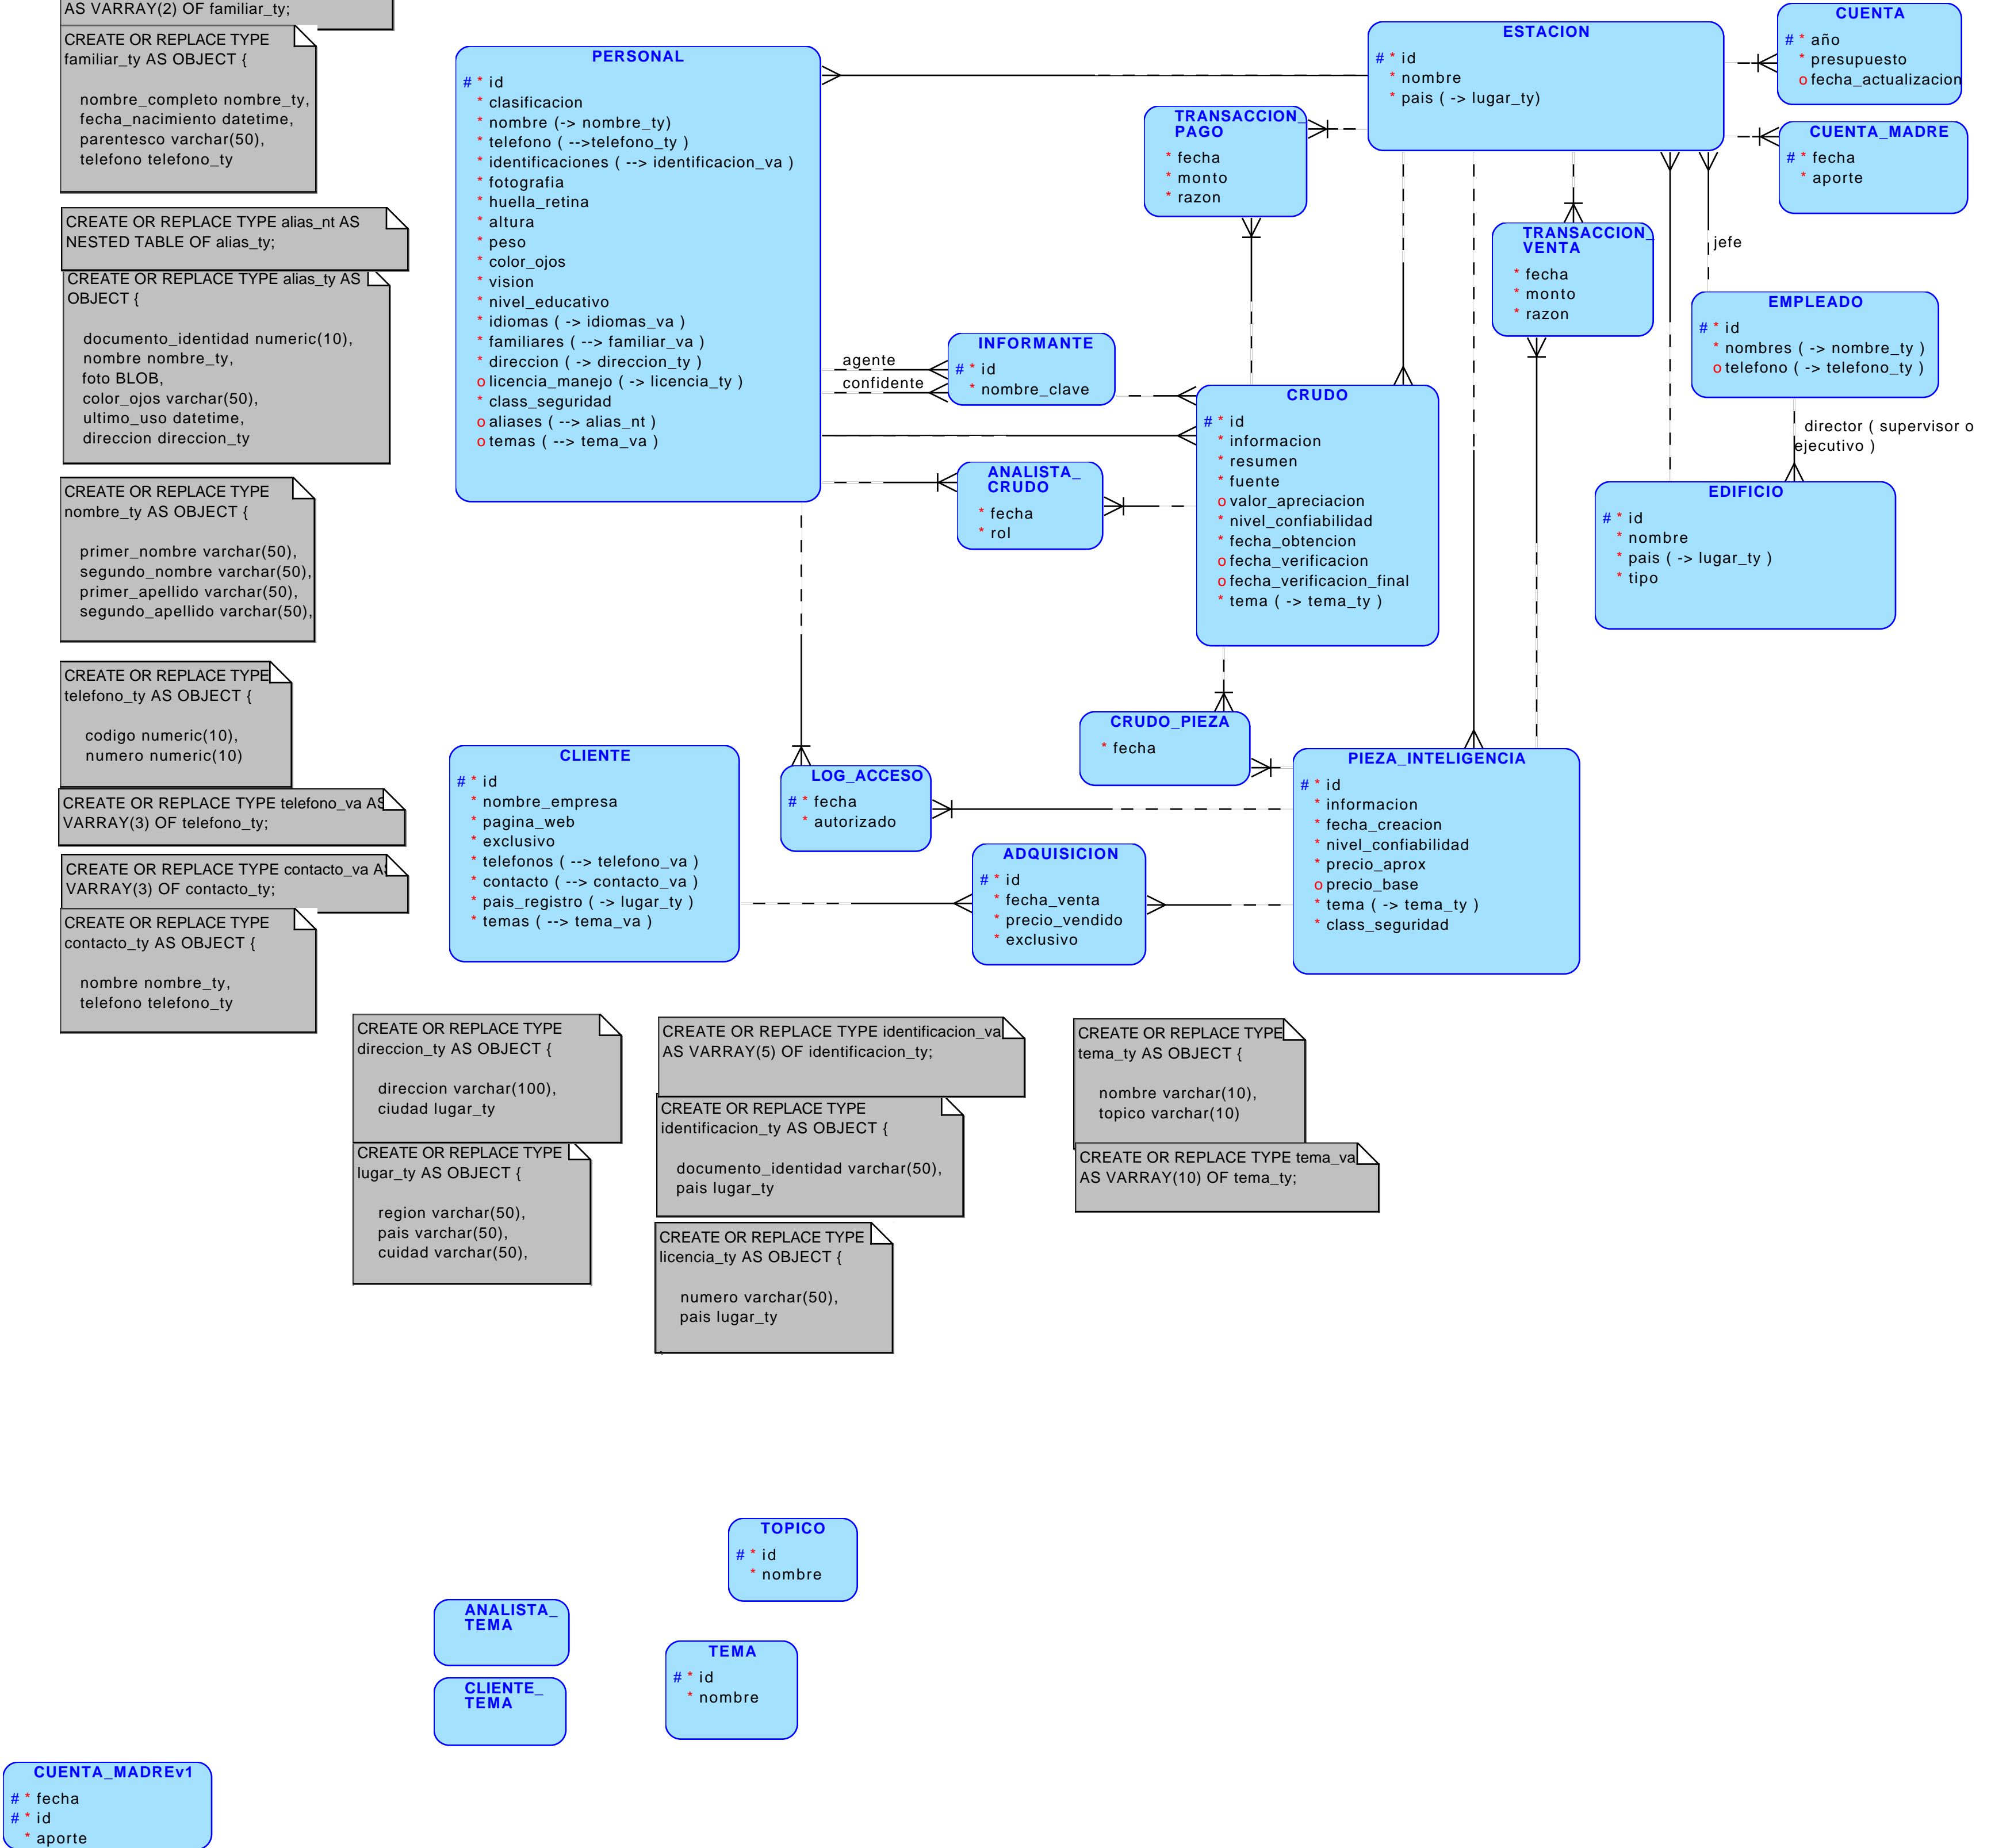 AS VARRAY(2) OF familiar_ty;
CREATE OR REPLACE TYPE
familiar_ty AS OBJECT {
nombre_completo nombre_ty,
fecha_nacimiento datetime,
parentesco varchar(50),
telefono telefono_ty
CREATE OR REPLACE TYPE alias_nt AS
NESTED TABLE OF alias_ty;
CREATE OR REPLACE TYPE alias_ty AS
OBJECT {
documento_identidad numeric(10),
nombre nombre_ty,
foto BLOB,
color_ojos varchar(50),
ultimo_uso datetime,
direccion direccion_ty
CREATE OR REPLACE TYPE
nombre_ty AS OBJECT {
primer_nombre varchar(50),
segundo_nombre varchar(50),
primer_apellido varchar(50),
segundo_apellido varchar(50),
CREATE OR REPLACE TYPE
telefono_ty AS OBJECT {
codigo numeric(10),
numero numeric(10)
CREATE OR REPLACE TYPE telefono_va AS
VARRAY(3) OF telefono_ty;
CREATE OR REPLACE TYPE contacto_va AS
VARRAY(3) OF contacto_ty;
CREATE OR REPLACE TYPE
contacto_ty AS OBJECT {
nombre nombre_ty,
telefono telefono_ty
PERSONAL
# * id
* clasificacion
* nombre (-> nombre_ty)
* telefono ( -->telefono_ty )
* identificaciones ( --> identificacion_va )
* fotografia
* huella_retina
* altura
* peso
* color_ojos
* vision
* nivel_educativo
* idiomas ( -> idiomas_va )
* familiares ( --> familiar_va )
* direccion ( -> direccion_ty )
o licencia_manejo ( -> licencia_ty )
* class_seguridad
o aliases ( --> alias_nt )
o temas ( --> tema_va )
agente
confidente
INFORMANTE
# * id
* nombre_clave
ANALISTA_
CRUDO
* fecha
* rol
TRANSACCION_
PAGO
* fecha
* monto
* razon
ESTACION
# * id
* nombre
* pais ( -> lugar_ty)
CUENTA
# * año
* presupuesto
o fecha_actualizacion
CUENTA_MADRE
# * fecha
* aporte
TRANSACCION_
VENTA
* fecha
* monto
* razon
jefe
EMPLEADO
# * id
* nombres ( -> nombre_ty )
o telefono ( -> telefono_ty )
director ( supervisor o
ejecutivo )
EDIFICIO
# * id
* nombre
* pais ( -> lugar_ty )
* tipo
CRUDO
# * id
* informacion
* resumen
* fuente
o valor_apreciacion
* nivel_confiabilidad
* fecha_obtencion
o fecha_verificacion
o fecha_verificacion_final
* tema ( -> tema_ty )
CRUDO_PIEZA
* fecha
CLIENTE
# * id
* nombre_empresa
* pagina_web
* exclusivo
* telefonos ( --> telefono_va )
* contacto ( --> contacto_va )
* pais_registro ( -> lugar_ty )
* temas ( --> tema_va )
LOG_ACCESO
# * fecha
* autorizado
ADQUISICION
# * id
* fecha_venta
* precio_vendido
* exclusivo
PIEZA_INTELIGENCIA
# * id
* informacion
* fecha_creacion
* nivel_confiabilidad
* precio_aprox
o precio_base
* tema ( -> tema_ty )
* class_seguridad
CREATE OR REPLACE TYPE
direccion_ty AS OBJECT {
direccion varchar(100),
ciudad lugar_ty
CREATE OR REPLACE TYPE
lugar_ty AS OBJECT {
region varchar(50),
pais varchar(50),
cuidad varchar(50),
CREATE OR REPLACE TYPE identificacion_va
AS VARRAY(5) OF identificacion_ty;
CREATE OR REPLACE TYPE
identificacion_ty AS OBJECT {
documento_identidad varchar(50),
pais lugar_ty
CREATE OR REPLACE TYPE
licencia_ty AS OBJECT {
numero varchar(50),
pais lugar_ty
CREATE OR REPLACE TYPE
tema_ty AS OBJECT {
nombre varchar(10),
topico varchar(10)
CREATE OR REPLACE TYPE tema_va
AS VARRAY(10) OF tema_ty;
TOPICO
# * id
* nombre
ANALISTA_
TEMA
CLIENTE_
TEMA
TEMA
# * id
* nombre
CUENTA_MADREv1
# * fecha
# * id
* aporte